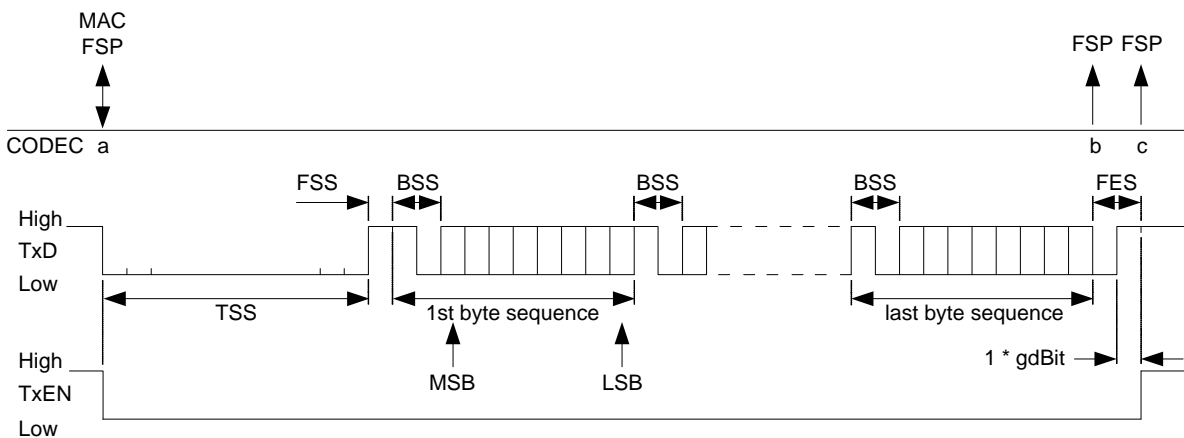 MAC
FSP FSP FSP
CODEC a b c
FSS BSS BSS BSS FES
High
TxD
Low
TSS 1st byte sequence last byte sequence
High 1 * gdBit
TxEN MSB LSB
Low